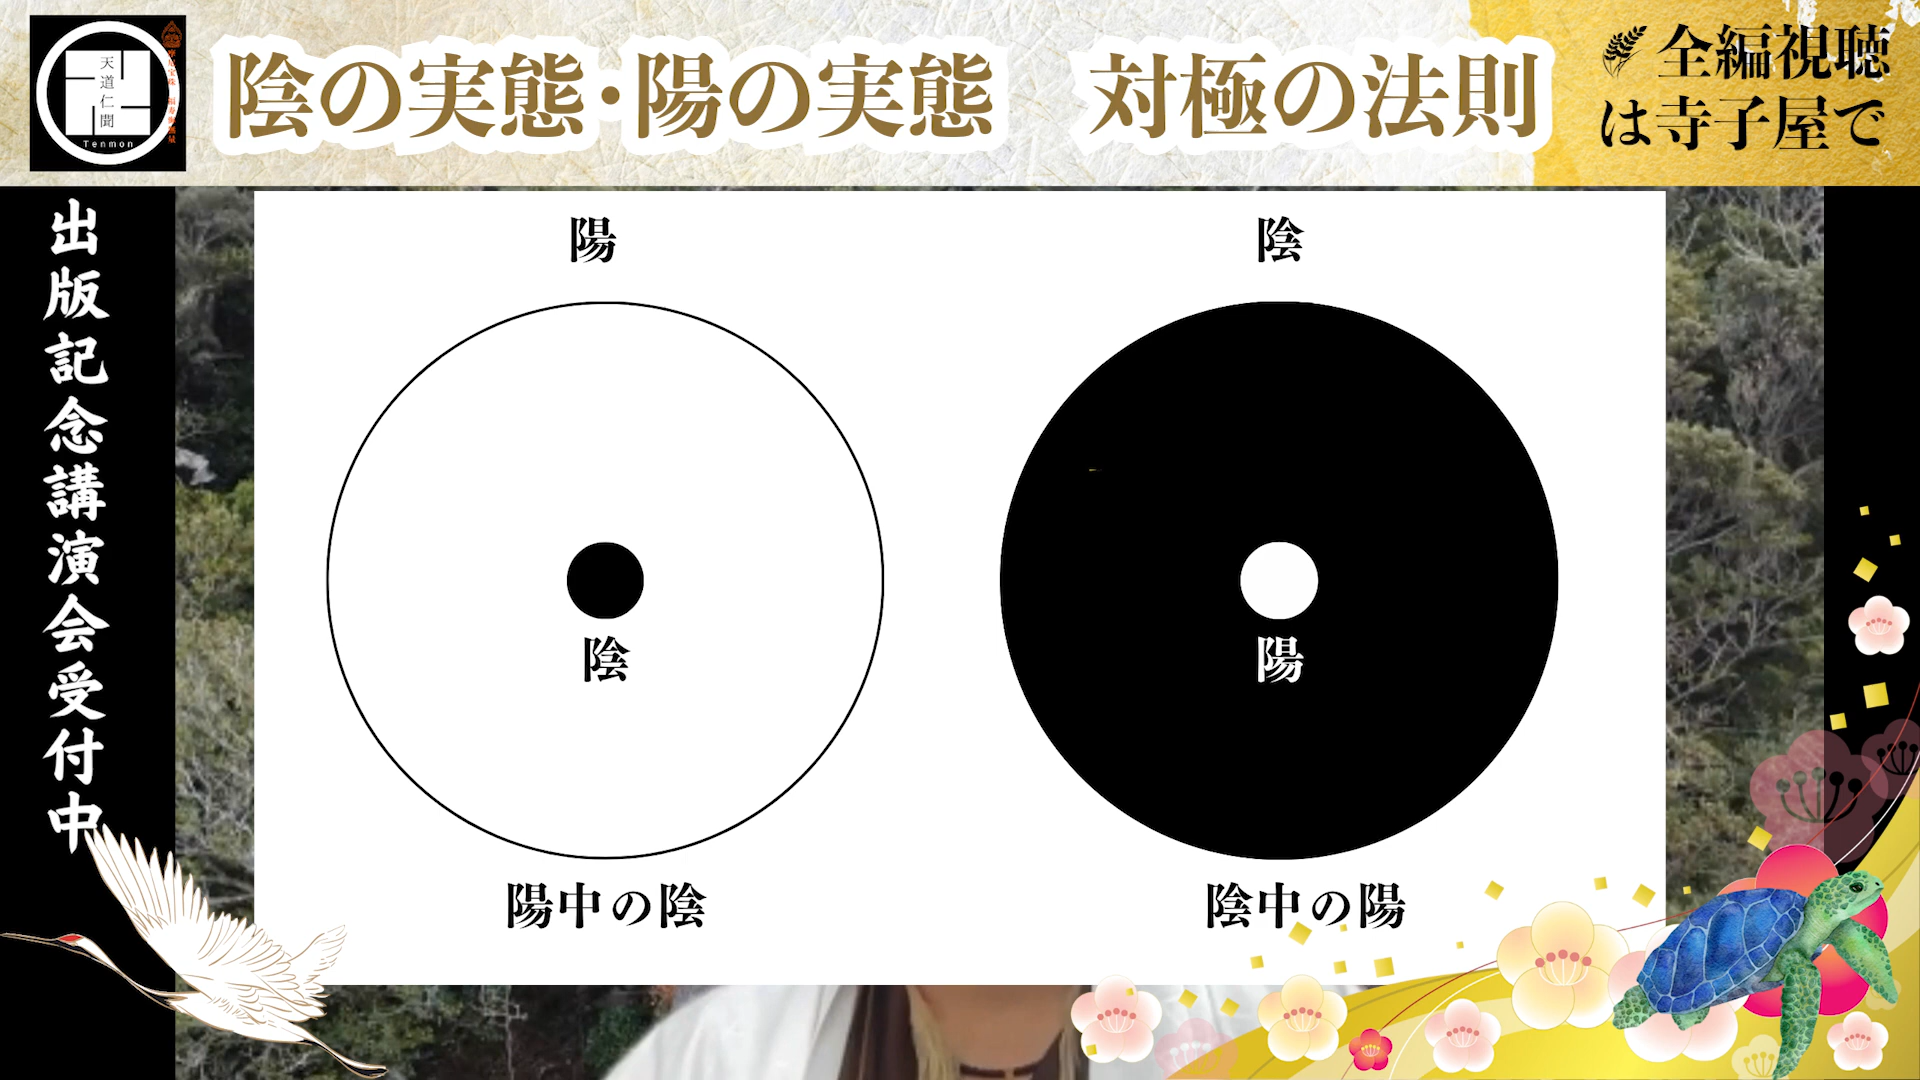 天道仁聞
Tenmon
陰の実態・陽の実態　対極の法則
全編視聴
は寺子屋で
出版記念講演会受付中
陽
陰
陰
陽
陽中の陰
陰中の陽